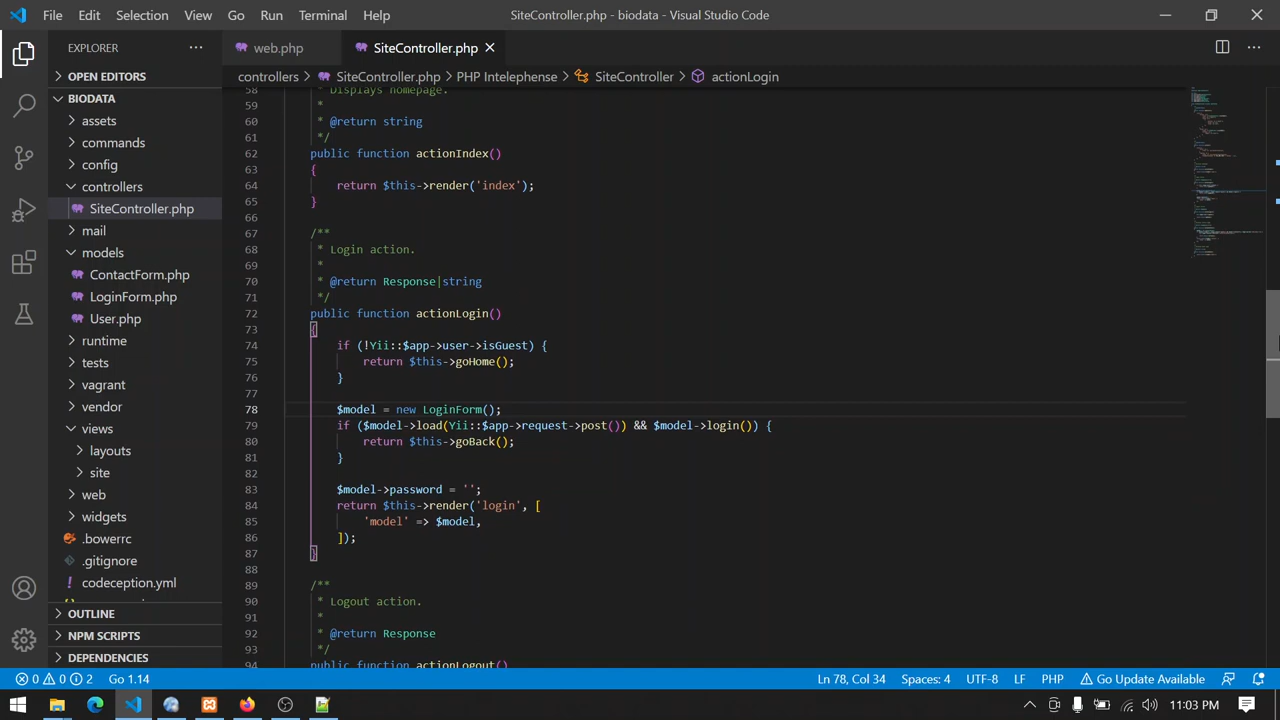 File Edit Selection View Go Run Terminal Help
SiteController.php - biodata - Visual Studio Code
EXPLORER
OPEN EDITORS
BIODATA
assets
commands
config
controllers
SiteController.php
mail
models
ContactForm.php
LoginForm.php
User.php
runtime
tests
vagrant
vendor
views
layouts
site
web
widgets
.bowerrc
.gitignore
codeception.yml
OUTLINE
NPM SCRIPTS
DEPENDENCIES
web.php
SiteController.php
controllers > SiteController.php > PHP Intelephense > SiteController > actionLogin
58 * Displays homepage.
59 *
60 * @return string
61 */
62 public function actionIndex()
63 {
64 return $this->render('index');
65 }
66
67 /**
68 * Login action.
69 *
70 * @return Response|string
71 */
72 public function actionLogin()
73 {
74 if (!Yii::$app->user->isGuest) {
75 return $this->goHome();
76 }
77
78 $model = new LoginForm();
79 if ($model->load(Yii::$app->request->post()) && $model->login()) {
80 return $this->goBack();
81 }
82
83 $model->password = '';
84 return $this->render('login', [
85 'model' => $model,
86 ]);
87 }
88
89 /**
90 * Logout action.
91 *
92 * @return Response
93 */
94 public function actionLogout()
0 0 2 Go 1.14
Ln 78, Col 34 Spaces: 4 UTF-8 LF PHP Go Update Available
11:03 PM